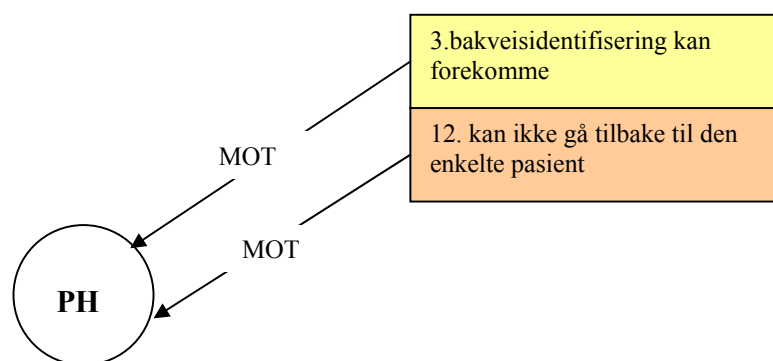 3.bakveisidentifisering kan
forekomme
12. kan ikke gå tilbake til den
enkelte pasient
MOT
MOT
PH